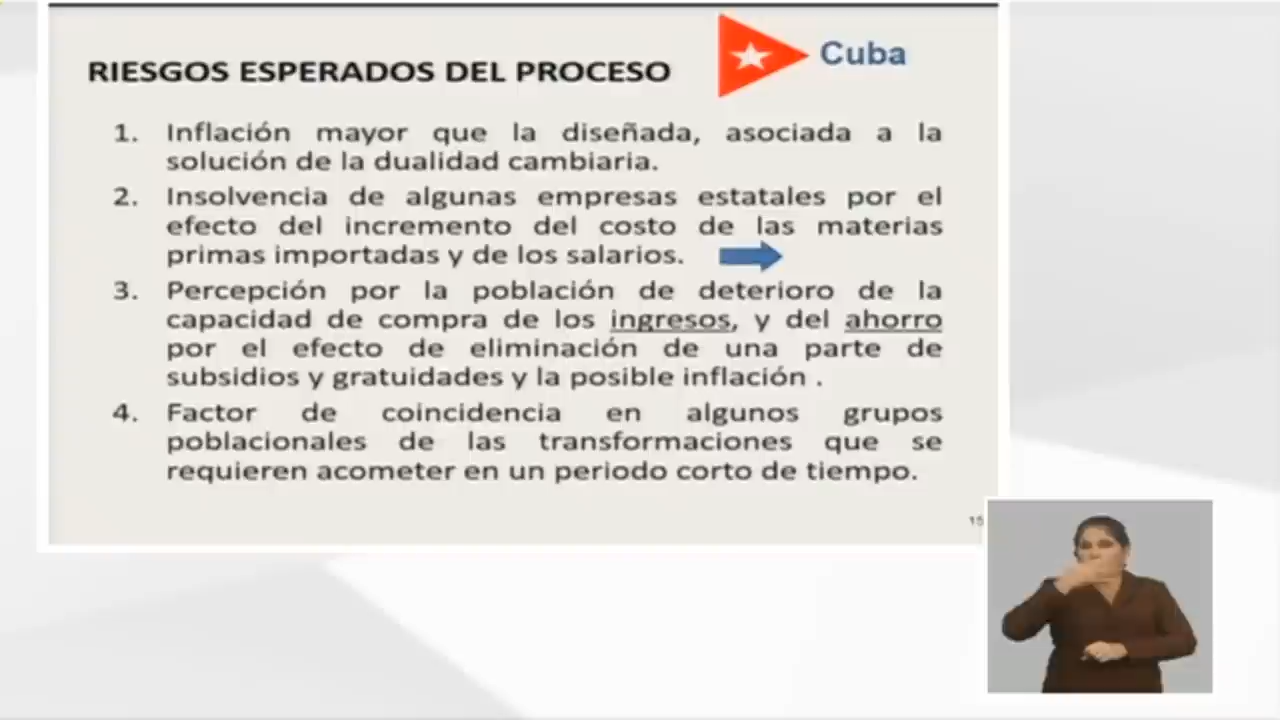 RIESGOS ESPERADOS DEL PROCESO
Cuba
1. Inflación mayor que la diseñada, asociada a la
solución de la dualidad cambiaria.
2. Insolvencia de algunas empresas estatales por el
efecto del incremento del costo de las materias
primas importadas y de los salarios.
3. Percepción por la población de deterioro de la
capacidad de compra de los ingresos, y del ahorro
por el efecto de eliminación de una parte de
subsidios y gratuidades y la posible inflación .
4. Factor de coincidencia en algunos grupos
poblacionales de las transformaciones que se
requieren acometer en un periodo corto de tiempo.
15